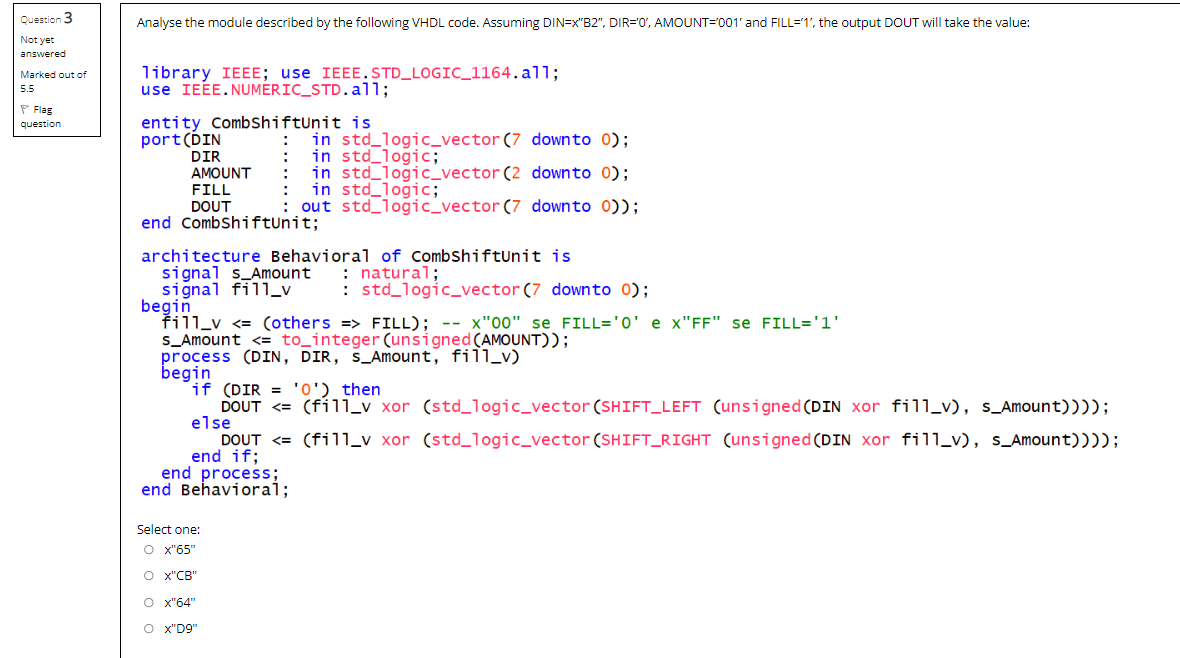 Question 3
Not yet
answered
Marked out of
5.5
Flag
question
Analyse the module described by the following VHDL code. Assuming DIN=x"B2", DIR='0', AMOUNT='001' and FILL='1', the output DOUT will take the value:
library IEEE; use IEEE.STD_LOGIC_1164.all;
use IEEE.NUMERIC_STD.all;
entity CombShiftUnit is
port(DIN : in std_logic_vector(7 downto 0);
DIR : in std_logic;
AMOUNT : in std_logic_vector(2 downto 0);
FILL : in std_logic;
DOUT : out std_logic_vector(7 downto 0));
end CombShiftUnit;
architecture Behavioral of CombShiftUnit is
signal s_Amount : natural;
signal fill_v : std_logic_vector(7 downto 0);
begin
fill_v <= (others => FILL); -- x"00" se FILL='0' e x"FF" se FILL='1'
s_Amount <= to_integer(unsigned(AMOUNT));
process (DIN, DIR, s_Amount, fill_v)
begin
if (DIR = '0') then
DOUT <= (fill_v xor (std_logic_vector(SHIFT_LEFT (unsigned(DIN xor fill_v), s_Amount))));
else
DOUT <= (fill_v xor (std_logic_vector(SHIFT_RIGHT (unsigned(DIN xor fill_v), s_Amount))));
end if;
end process;
end Behavioral;
Select one:
x"65"
x"CB"
x"64"
x"D9"